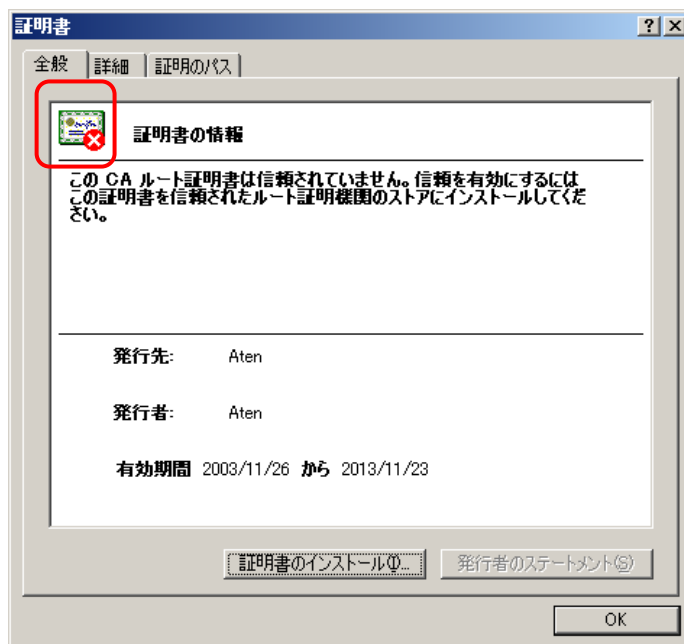 証明書
全般 詳細 証明のパス
証明書の情報
この CA ルート証明書は信頼されていません。信頼を有効にするには
この証明書を信頼されたルート証明機関のストアにインストールしてくだ
さい。
発行先: Aten
発行者: Aten
有効期間 2003/11/26 から 2013/11/23
証明書のインストール(I)... 発行者のステートメント(S)
OK